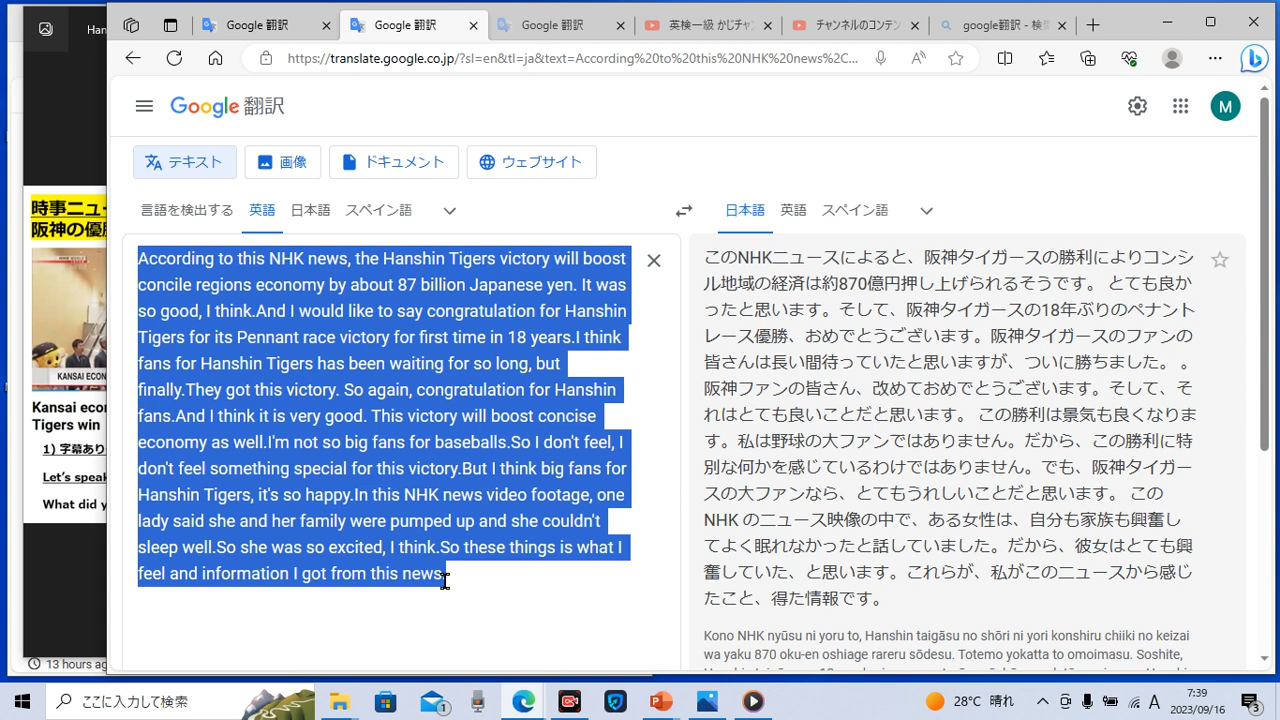 Han
Google 翻訳
Google 翻訳
Google 翻訳
英検一級 かじチャン
チャンネルのコンテン
google翻訳 - 検
https://translate.google.co.jp/?sl=en&tl=ja&text=According%20to%20this%20NHK%20news%2C...
Google 翻訳
M
テキスト
画像
ドキュメント
ウェブサイト
言語を検出する
英語
日本語
スペイン語
日本語
英語
スペイン語
According to this NHK news, the Hanshin Tigers victory will boost
concile regions economy by about 87 billion Japanese yen. It was
so good, I think.And I would like to say congratulation for Hanshin
Tigers for its Pennant race victory for first time in 18 years.I think
fans for Hanshin Tigers has been waiting for so long, but
finally.They got this victory. So again, congratulation for Hanshin
fans.And I think it is very good. This victory will boost concise
economy as well.I'm not so big fans for baseballs.So I don't feel, I
don't feel something special for this victory.But I think big fans for
Hanshin Tigers, it's so happy.In this NHK news video footage, one
lady said she and her family were pumped up and she couldn't
sleep well.So she was so excited, I think.So these things is what I
feel and information I got from this news.
このNHKニュースによると、阪神タイガースの勝利によりコンシ
ル地域の経済は約870億円押し上げられるそうです。 とても良か
ったと思います。そして、阪神タイガースの18年ぶりのペナント
レース優勝、おめでとうございます。阪神タイガースのファンの
皆さんは長い間待っていたと思いますが、ついに勝ちました。 。
阪神ファンの皆さん、改めておめでとうございます。そして、そ
れはとても良いことだと思います。 この勝利は景気も良くなりま
す。私は野球の大ファンではありません。だから、この勝利に特
別な何かを感じているわけではありません。でも、阪神タイガー
スの大ファンなら、とてもうれしいことだと思います。 この
NHK のニュース映像の中で、ある女性は、自分も家族も興奮し
てよく眠れなかったと話していました。だから、彼女はとても興
奮していた、と思います。これらが、私がこのニュースから感じ
たこと、得た情報です。
Kono NHK nyūsu ni yoru to, Hanshin taigāsu no shōri ni yori konshiru chiiki no keizai
wa yaku 870 oku-en oshiage rareru sōdesu. Totemo yokatta to omoimasu. Soshite,
時事ニュー
阪神の優勝
KANSAI ECON
Kansai econ
Tigers win
1) 字幕あり
Let's speak
What did y
13 hours ag
ここに入力して検索
1
28°C 晴れ
A
7:39
2023/09/16
3